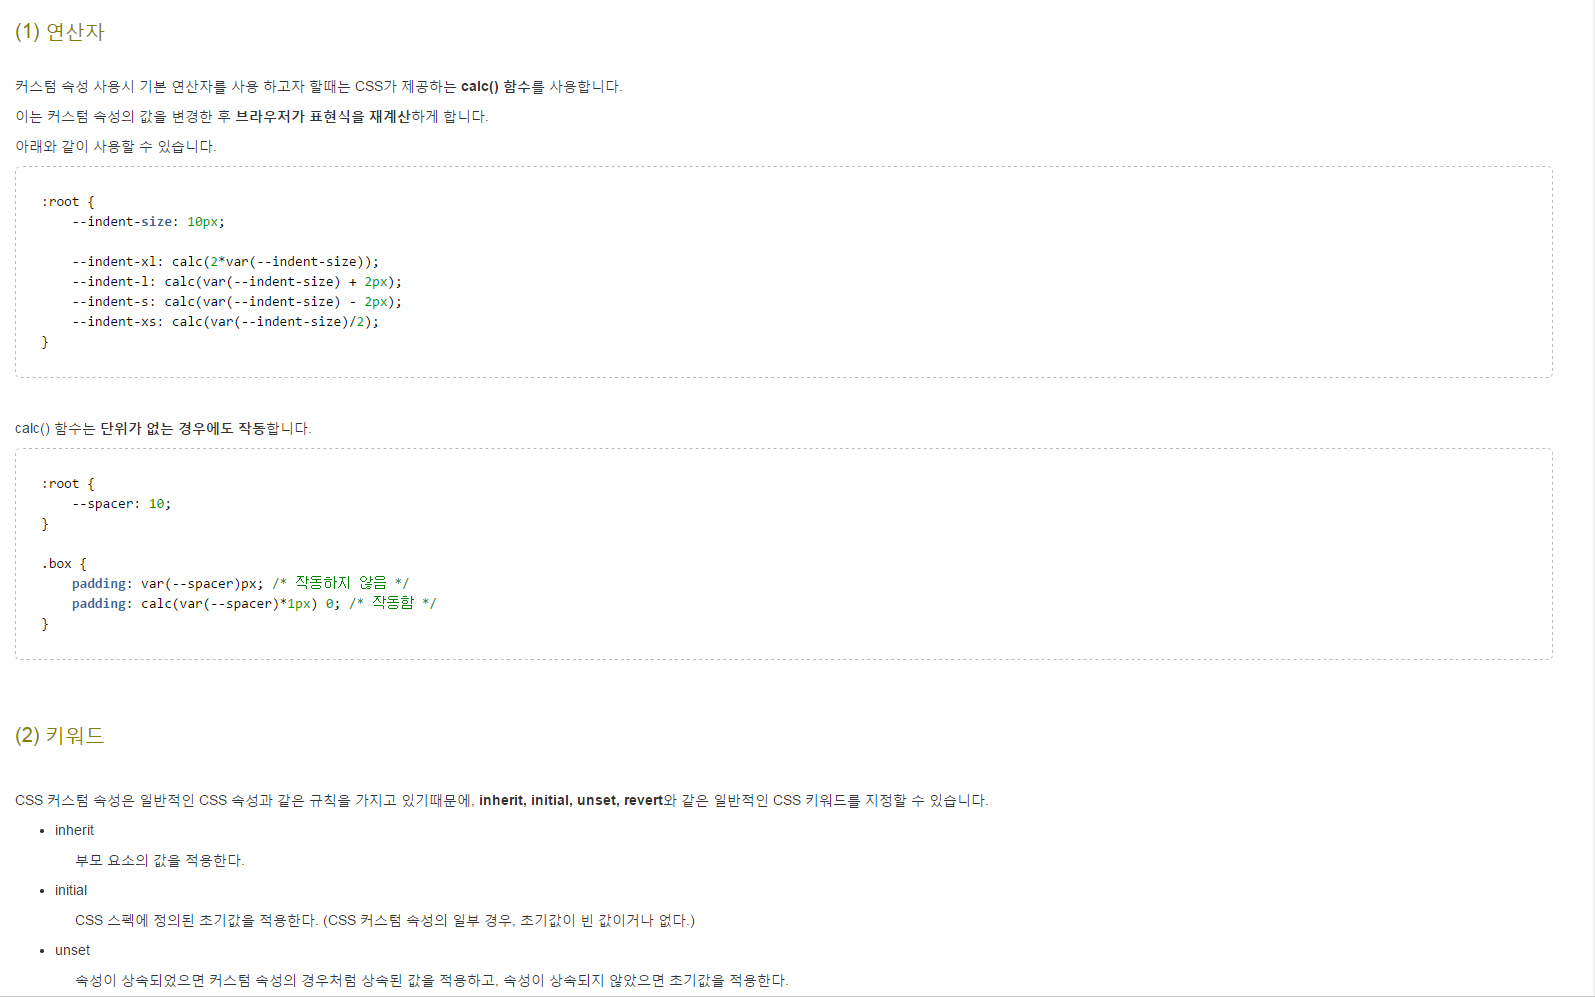 (1) 연산자
커스텀 속성 사용시 기본 연산자를 사용 하고자 할때는 CSS가 제공하는 calc() 함수를 사용합니다.
이는 커스텀 속성의 값을 변경한 후 브라우저가 표현식을 재계산하게 합니다.
아래와 같이 사용할 수 있습니다.
:root {
    --indent-size: 10px;
    --indent-xl: calc(2*var(--indent-size));
    --indent-l: calc(var(--indent-size) + 2px);
    --indent-s: calc(var(--indent-size) - 2px);
    --indent-xs: calc(var(--indent-size)/2);
}
calc() 함수는 단위가 없는 경우에도 작동합니다.
:root {
    --spacer: 10;
}
.box {
    padding: var(--spacer)px; /* 작동하지 않음 */
    padding: calc(var(--spacer)*1px) 0; /* 작동함 */
}
(2) 키워드
CSS 커스텀 속성은 일반적인 CSS 속성과 같은 규칙을 가지고 있기때문에, inherit, initial, unset, revert와 같은 일반적인 CSS 키워드를 지정할 수 있습니다.
• inherit
부모 요소의 값을 적용한다.
• initial
CSS 스펙에 정의된 초기값을 적용한다. (CSS 커스텀 속성의 일부 경우, 초기값이 빈 값이거나 없다.)
• unset
속성이 상속되었으면 커스텀 속성의 경우처럼 상속된 값을 적용하고, 속성이 상속되지 않았으면 초기값을 적용한다.